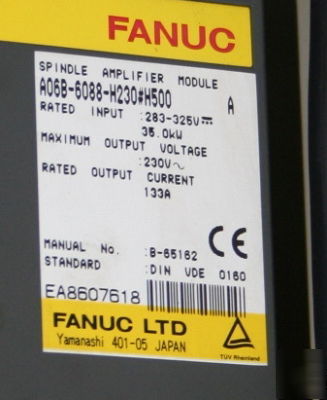 FANUC
SPINDLE AMPLIFIER MODULE
A06B-6088-H230#H500 A
RATED INPUT :283-325V⎓
35.0kW
MAXIMUM OUTPUT VOLTAGE
:230V~
RATED OUTPUT CURRENT
133A
MANUAL No. :B-65162
STANDARD :DIN VDE 0160
CE
EA8607618
FANUC LTD
Yamanashi 401-05 JAPAN
TÜV Rheinland